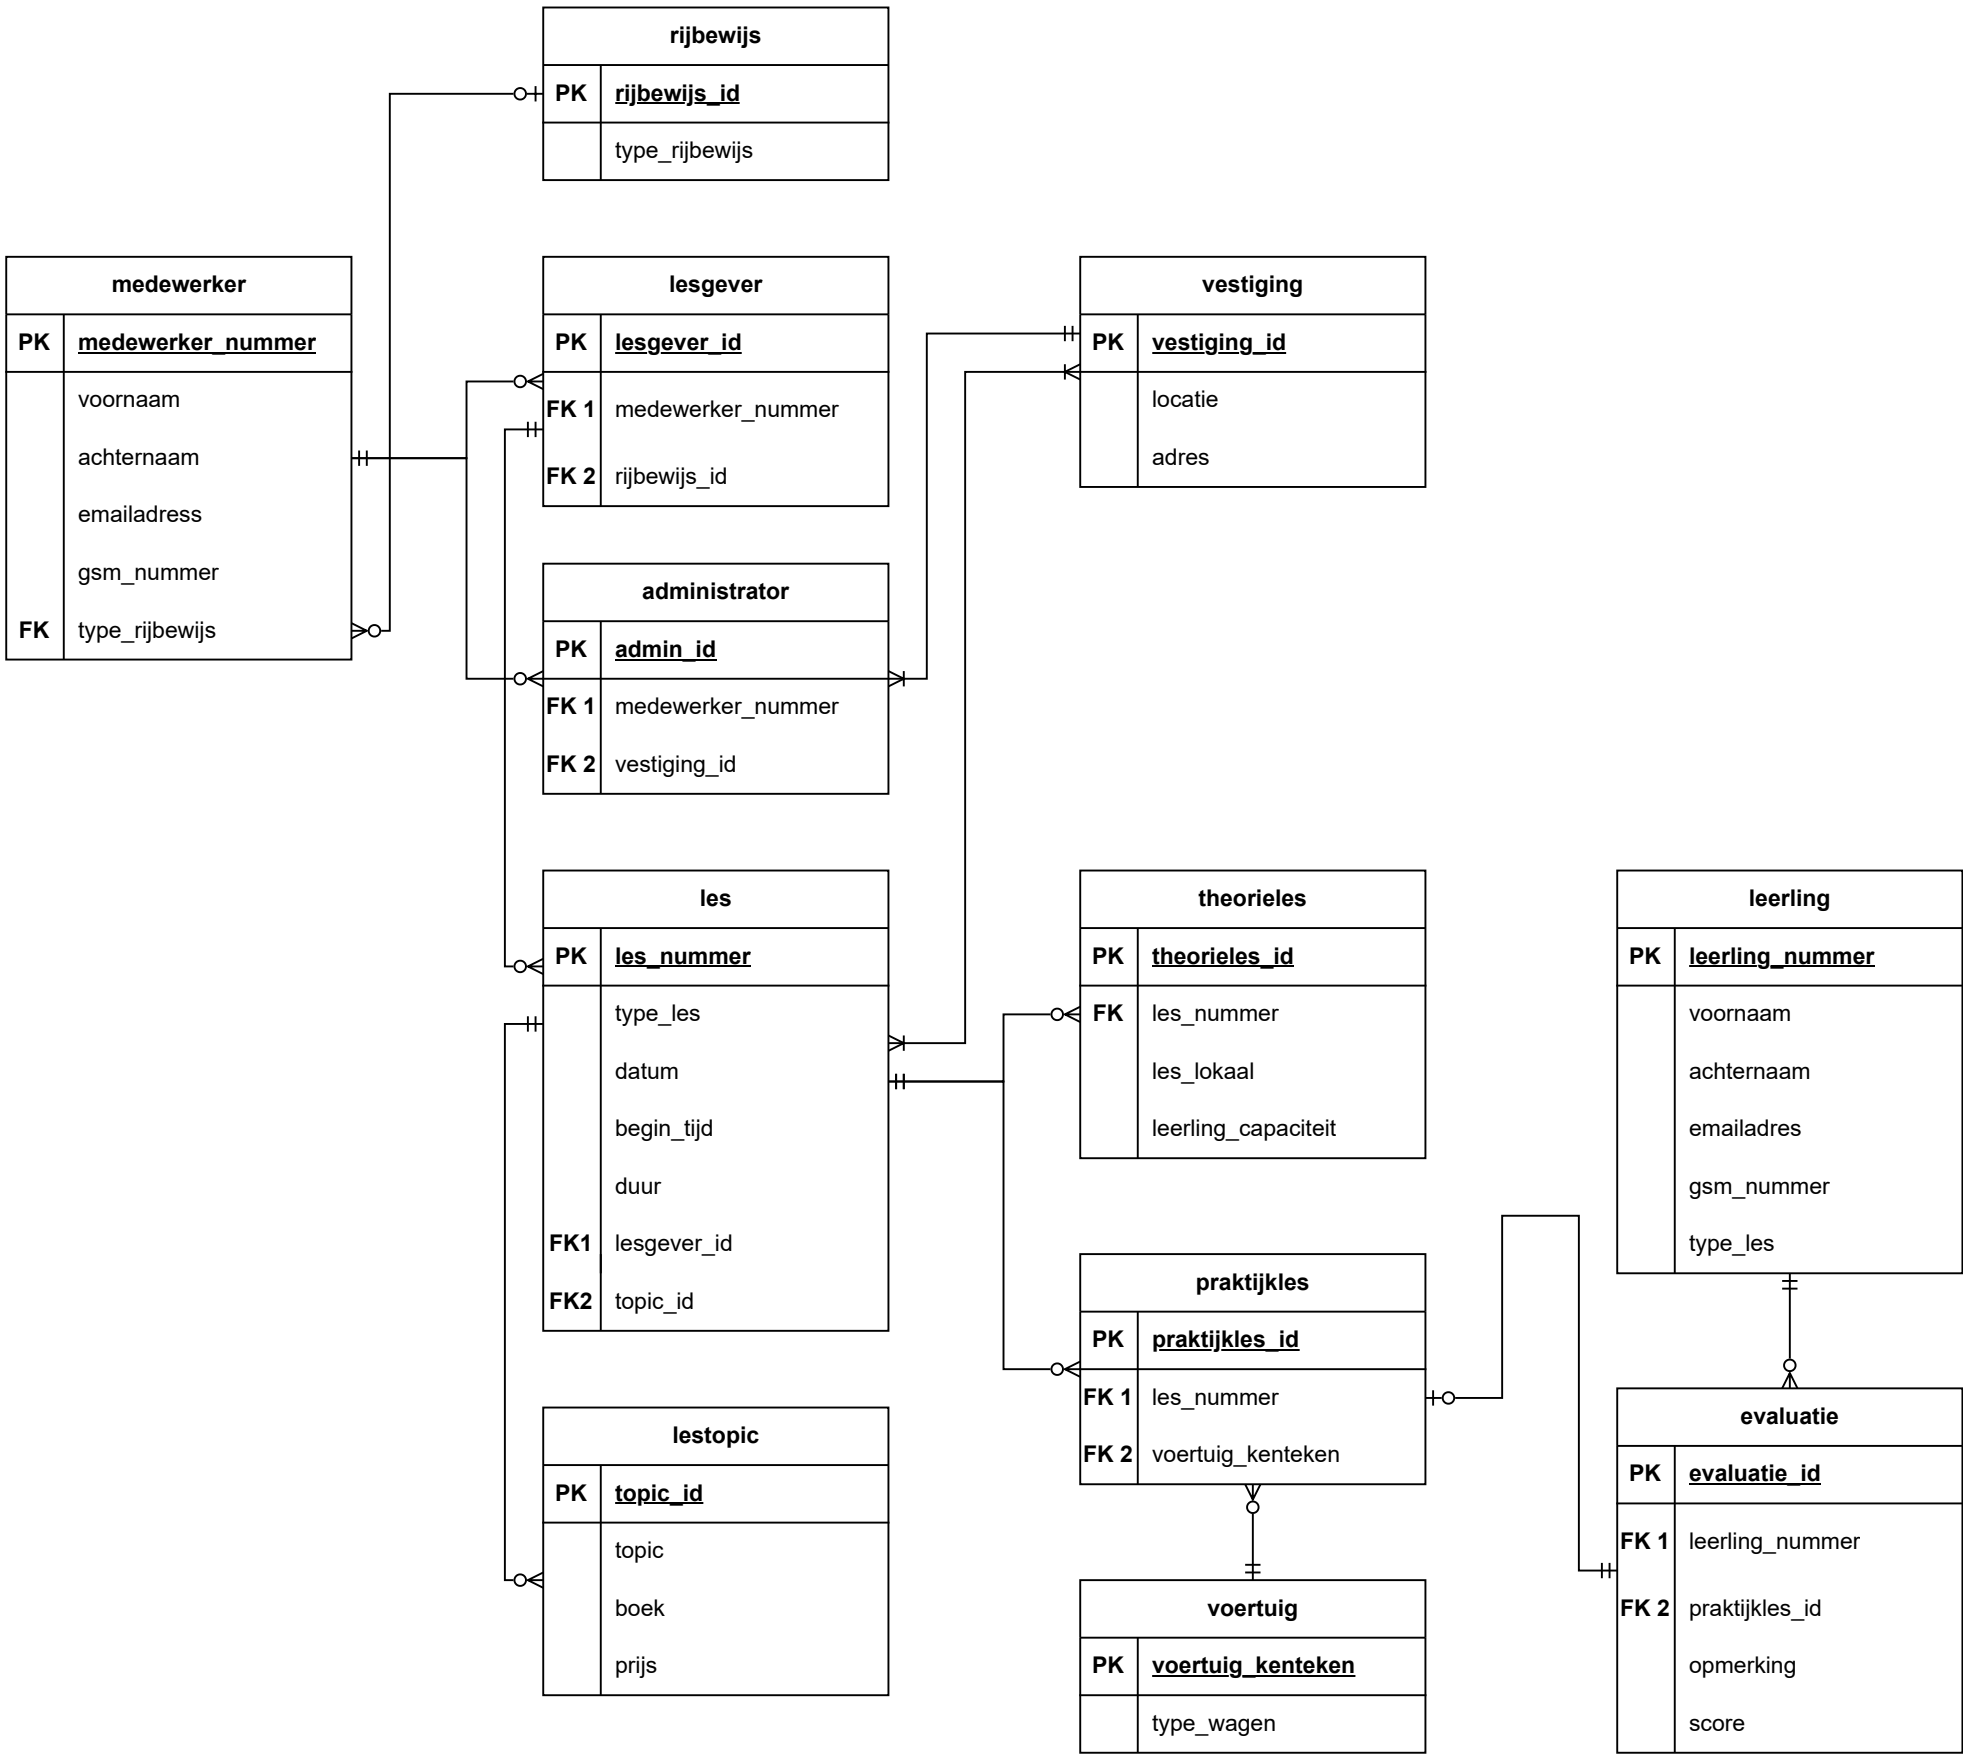 rijbewijs
PK rijbewijs_id
type_rijbewijs
medewerker
PK medewerker_nummer
voornaam
achternaam
emailadress
gsm_nummer
FK type_rijbewijs
lesgever
PK lesgever_id
FK 1 medewerker_nummer
FK 2 rijbewijs_id
vestiging
PK vestiging_id
locatie
adres
administrator
PK admin_id
FK 1 medewerker_nummer
FK 2 vestiging_id
les
PK les_nummer
type_les
datum
begin_tijd
duur
FK1 lesgever_id
FK2 topic_id
theorieles
PK theorieles_id
FK les_nummer
les_lokaal
leerling_capaciteit
leerling
PK leerling_nummer
voornaam
achternaam
emailadres
gsm_nummer
type_les
praktijkles
PK praktijkles_id
FK 1 les_nummer
FK 2 voertuig_kenteken
lestopic
PK topic_id
topic
boek
prijs
voertuig
PK voertuig_kenteken
type_wagen
evaluatie
PK evaluatie_id
FK 1 leerling_nummer
FK 2 praktijkles_id
opmerking
score